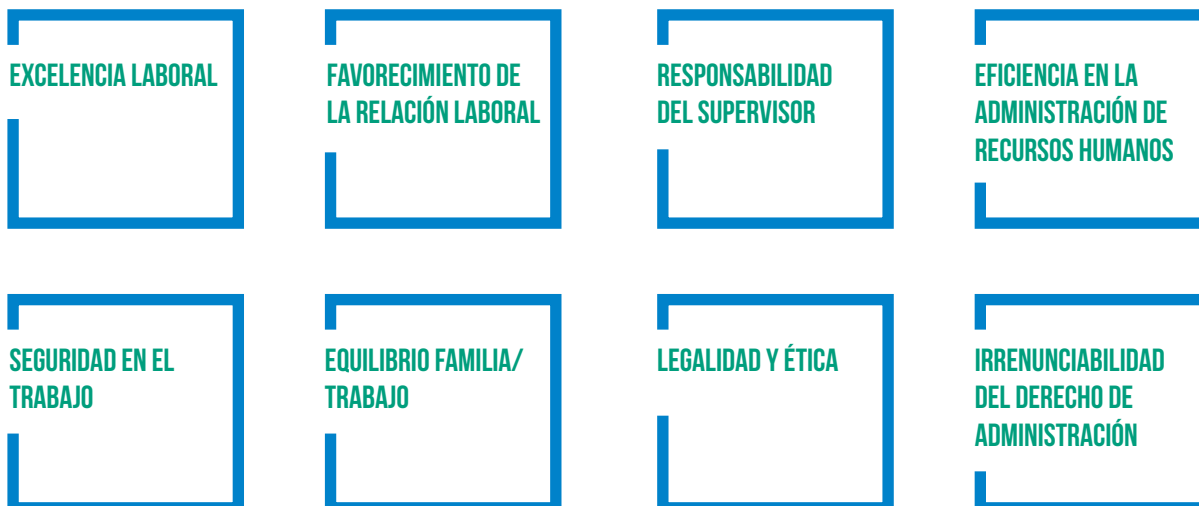 EXCELENCIA LABORAL
FAVORECIMIENTO DE
LA RELACIÓN LABORAL
RESPONSABILIDAD
DEL SUPERVISOR
EFICIENCIA EN LA
ADMINISTRACIÓN DE
RECURSOS HUMANOS
SEGURIDAD EN EL
TRABAJO
EQUILIBRIO FAMILIA/
TRABAJO
LEGALIDAD Y ÉTICA
IRRENUNCIABILIDAD
DEL DERECHO DE
ADMINISTRACIÓN